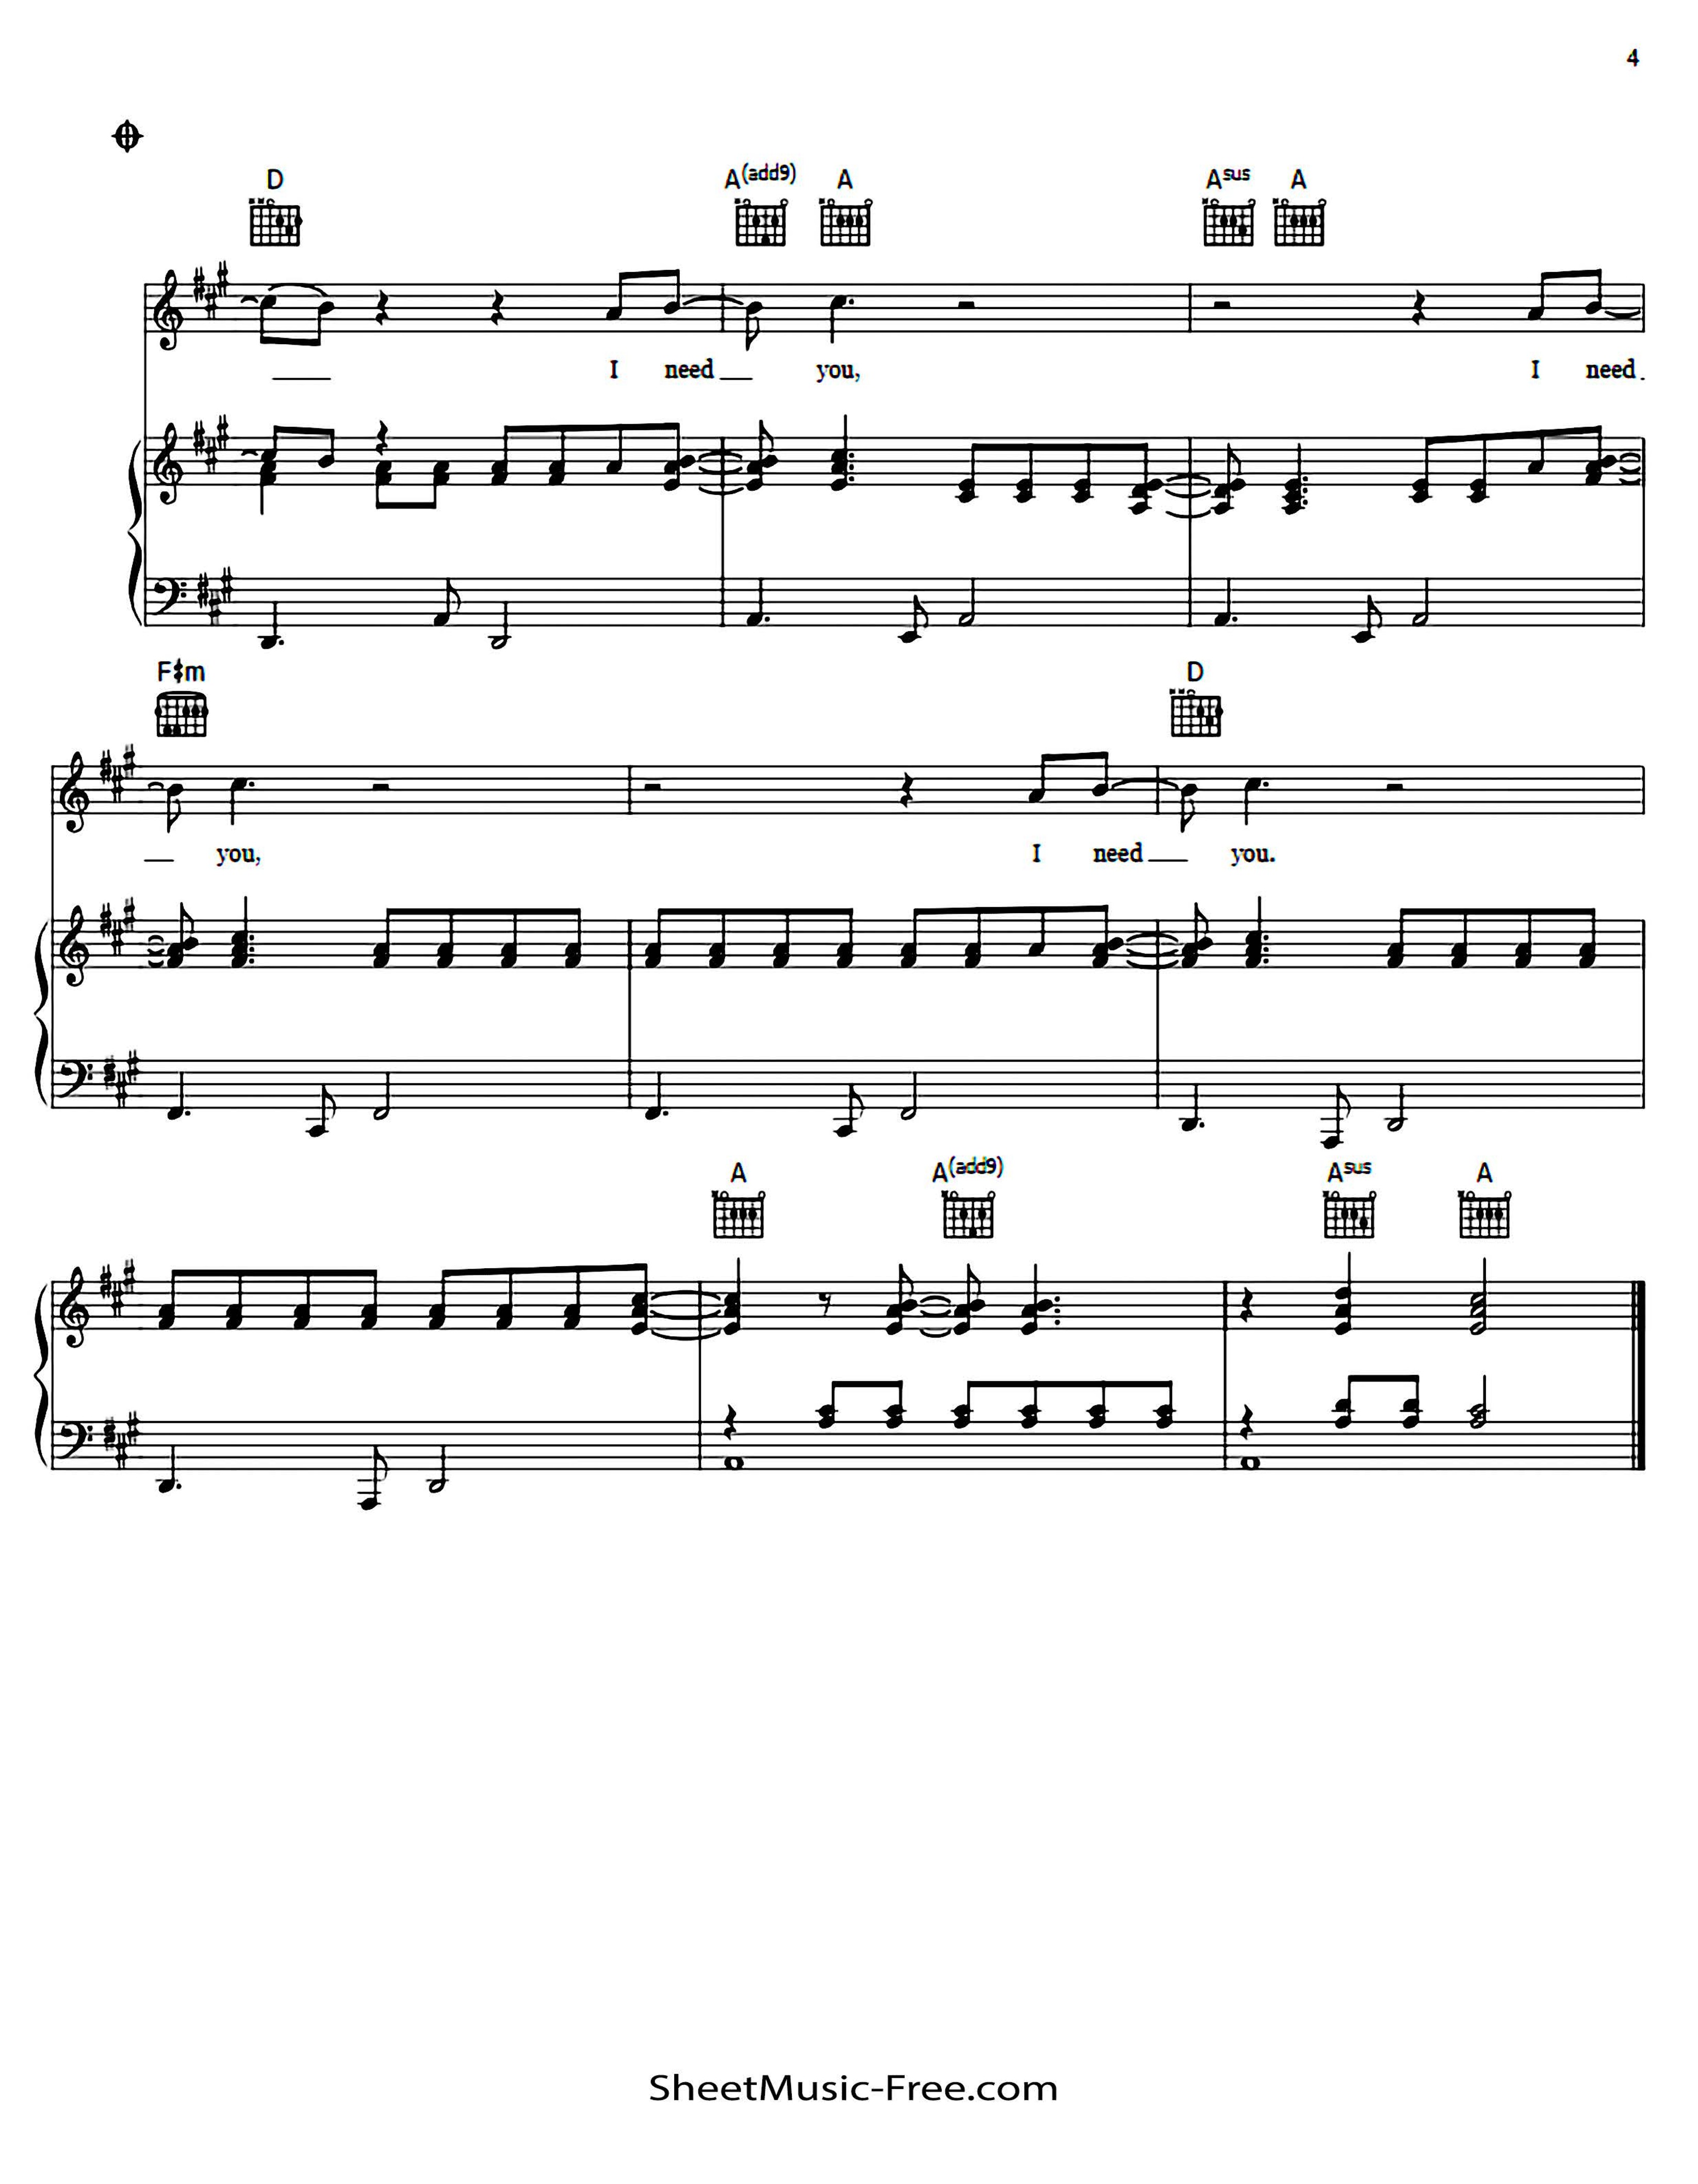 4
D A(add9) A Asus A
I need you, I need
F♯m D
you, I need you.
A A(add9) Asus A
SheetMusic-Free.com